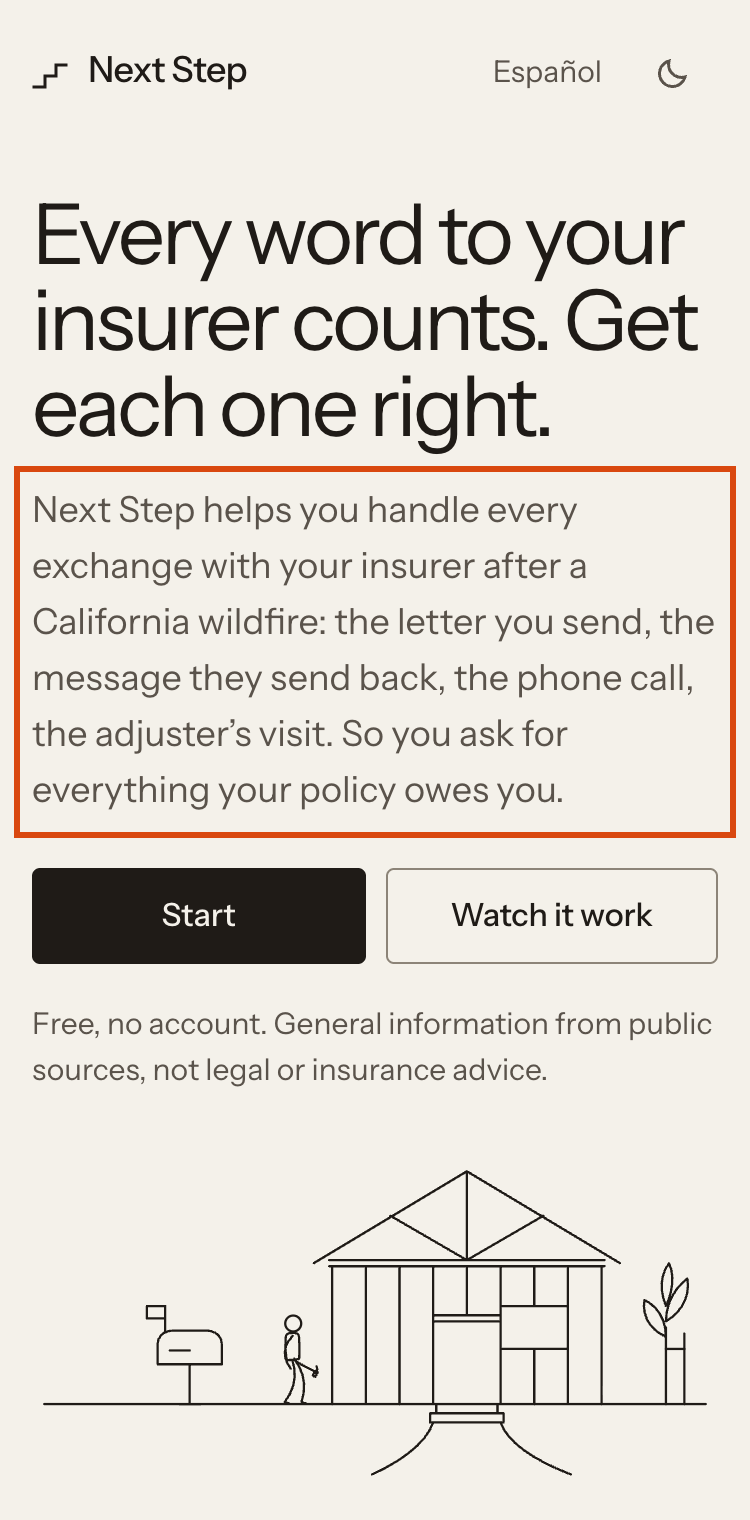 Next Step
Español
Every word to your
insurer counts. Get
each one right.
Next Step helps you handle every
exchange with your insurer after a
California wildfire: the letter you send, the
message they send back, the phone call,
the adjuster’s visit. So you ask for
everything your policy owes you.
Start
Watch it work
Free, no account. General information from public
sources, not legal or insurance advice.